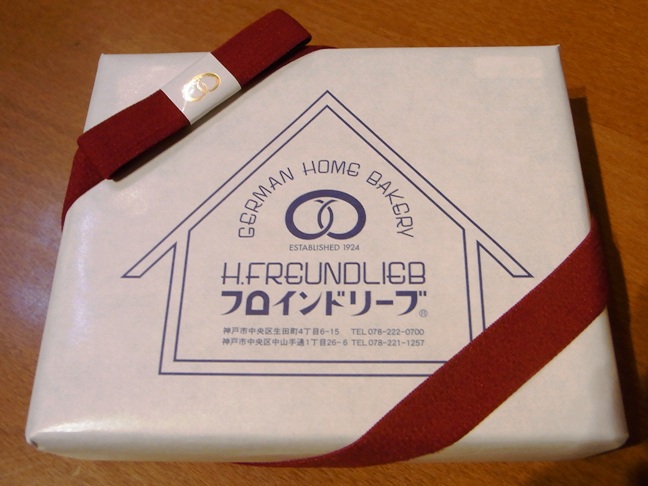 GERMAN HOME BAKERY
ESTABLISHED 1924
H.FREUNDLIEB
フロインドリーブ®
神戸市中央区生田町4丁目6-15 TEL 078-222-0700
神戸市中央区中山手通1丁目26-6 TEL 078-221-1257